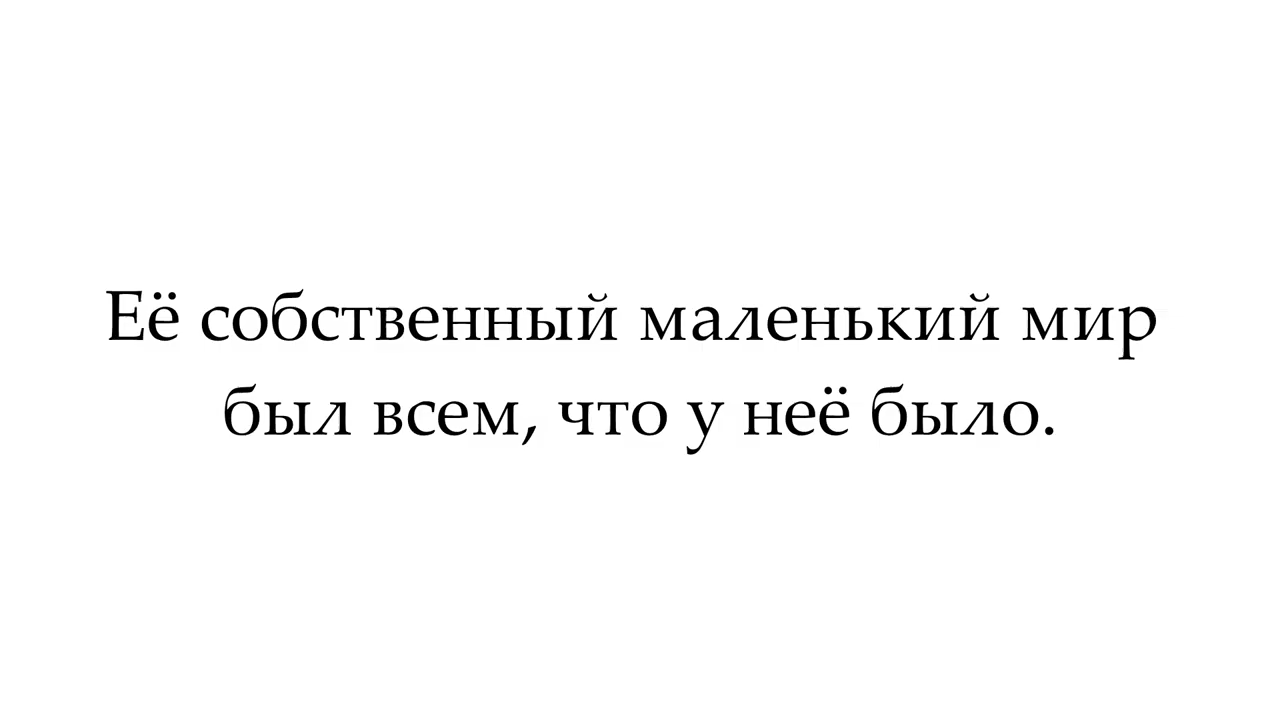 Её собственный маленький мир
был всем, что у неё было.